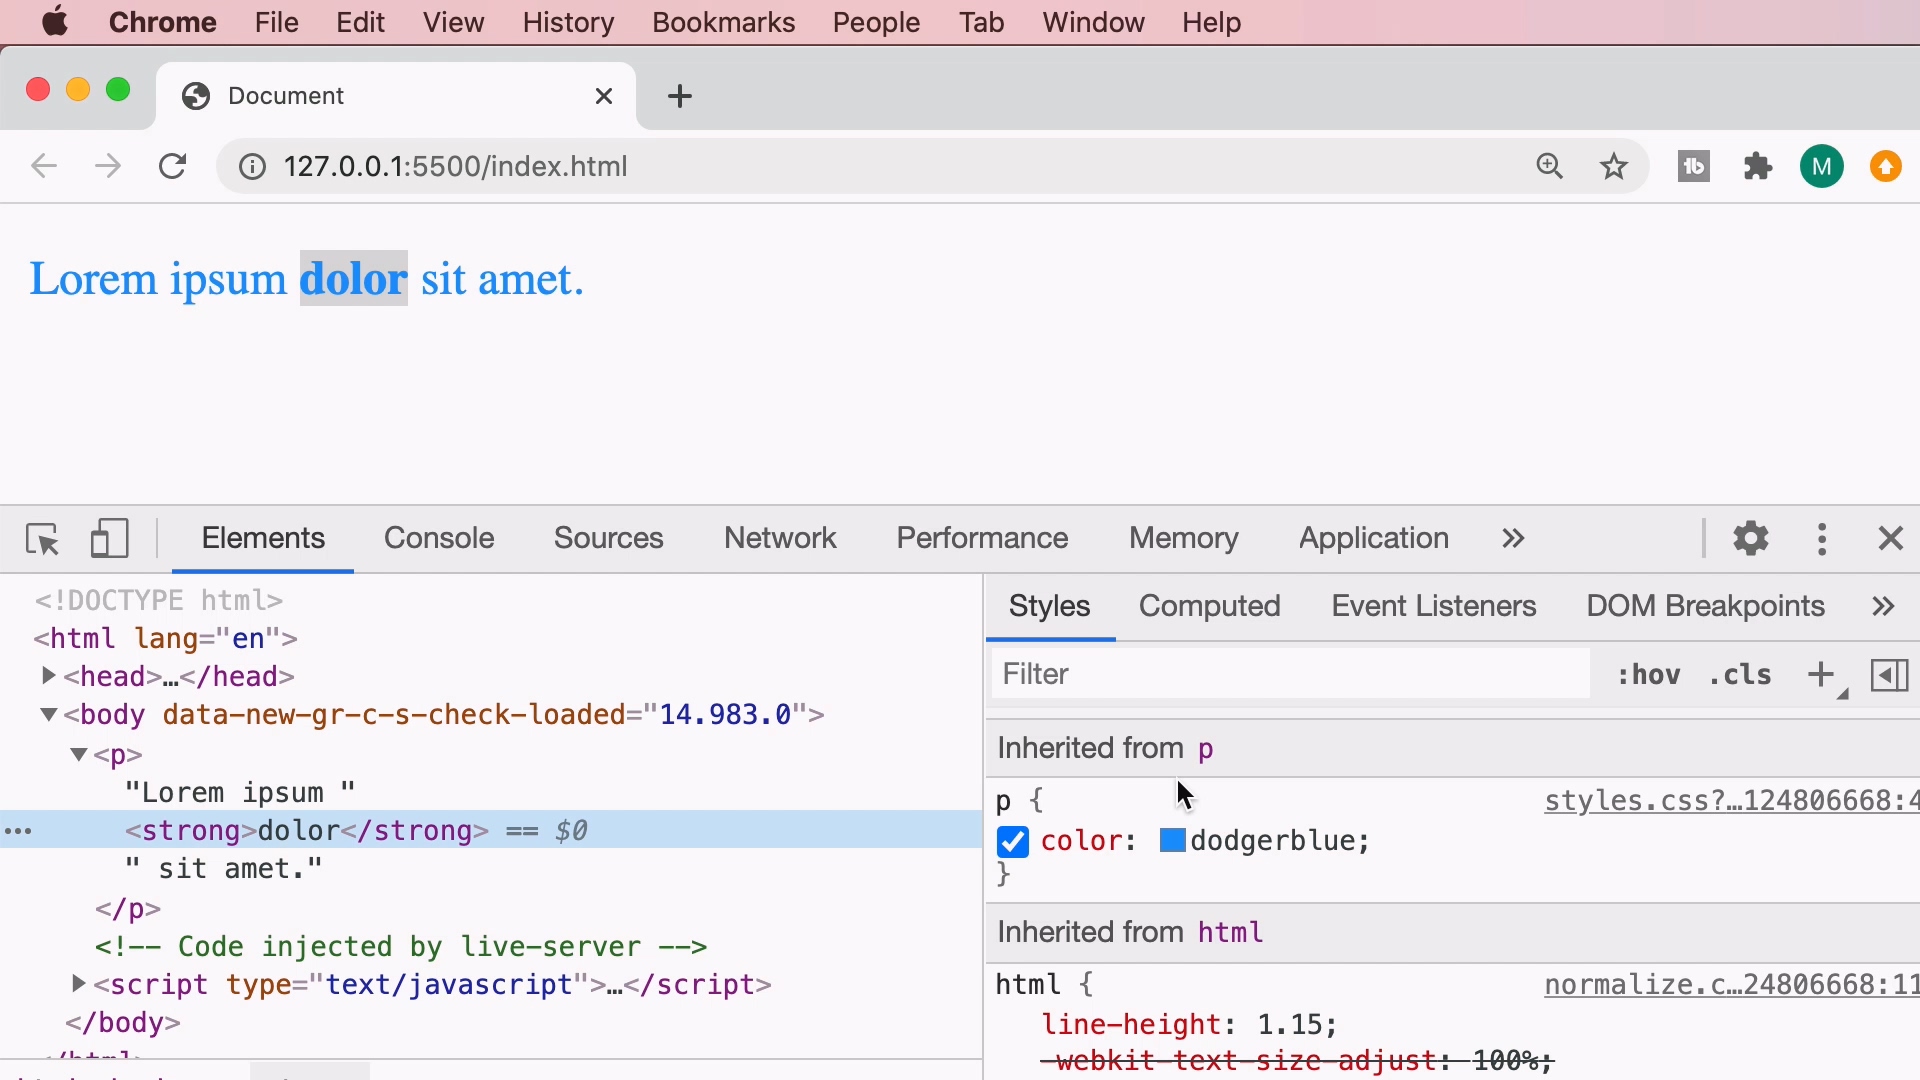 Chrome File Edit View History Bookmarks People Tab Window Help
Document
127.0.0.1:5500/index.html
M
Lorem ipsum dolor sit amet.
Elements Console Sources Network Performance Memory Application
<!DOCTYPE html>
<html lang="en">
<head>…</head>
<body data-new-gr-c-s-check-loaded="14.983.0">
<p>
"Lorem ipsum "
<strong>dolor</strong> == $0
" sit amet."
</p>
<!-- Code injected by live-server -->
<script type="text/javascript">…</script>
</body>
Styles Computed Event Listeners DOM Breakpoints
Filter :hov .cls
Inherited from p
p { styles.css?…124806668:4
color: dodgerblue;
}
Inherited from html
html { normalize.c…24806668:11
line-height: 1.15;
-webkit-text-size-adjust: 100%;